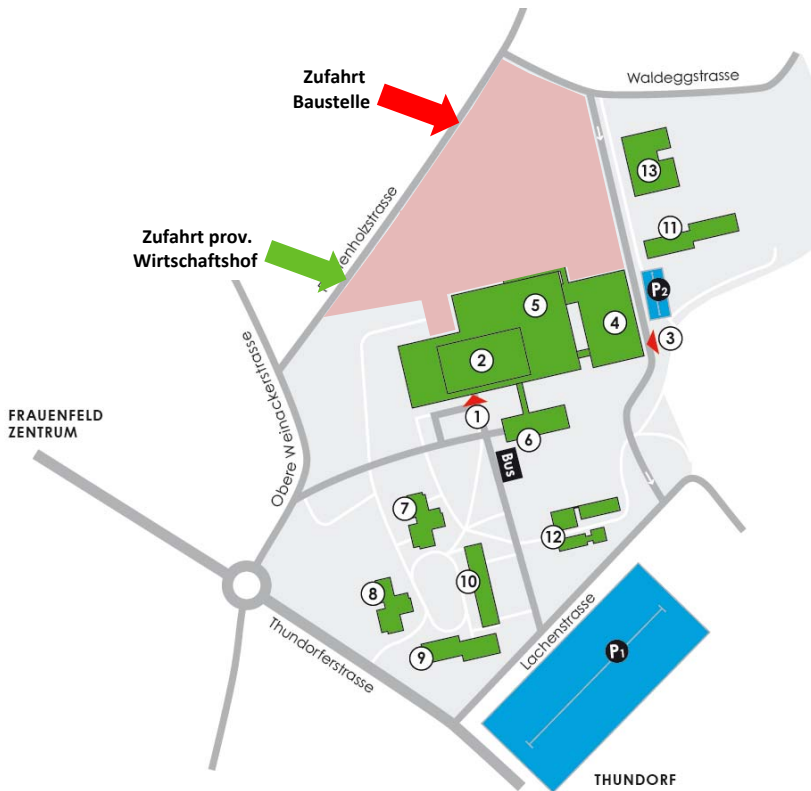 Zufahrt
Baustelle
Waldeggstrasse
13
enholzstrasse
11
Zufahrt prov.
Wirtschaftshof
P2
5
4
3
2
1
Obere Weinackerstrasse
FRAUENFELD
ZENTRUM
6
Bus
7
12
8
10
9
Thundorferstrasse
Lachenstrasse
P1
THUNDORF